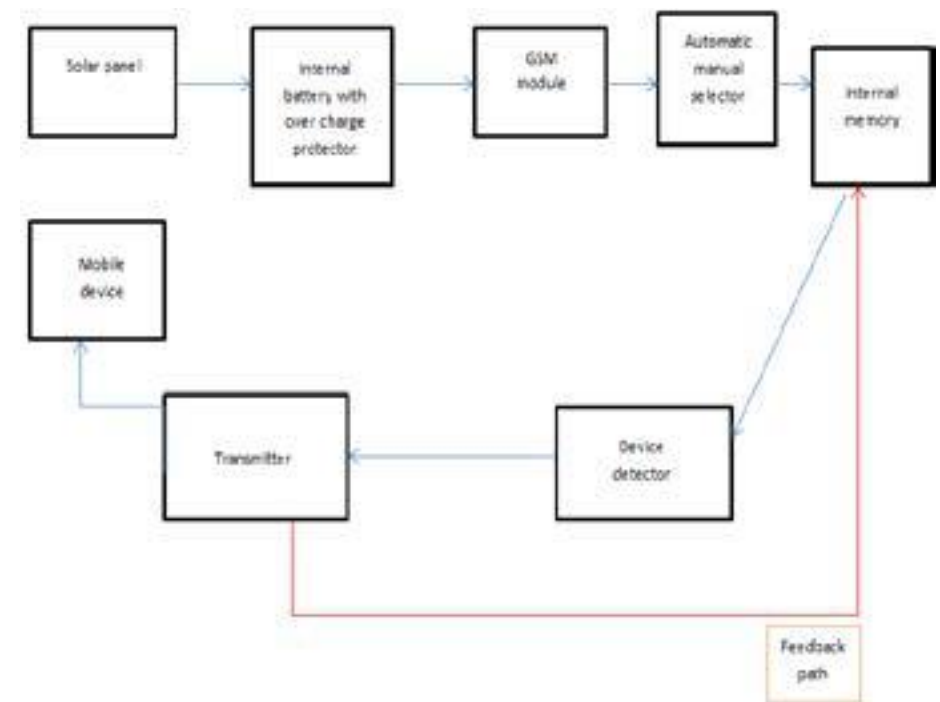 Solar panel
Internal
battery with
over charge
protector
GSM
module
Automatic
manual
selector
Internal
memory
Mobile
device
Transmitter
Device
detector
Feedback
path